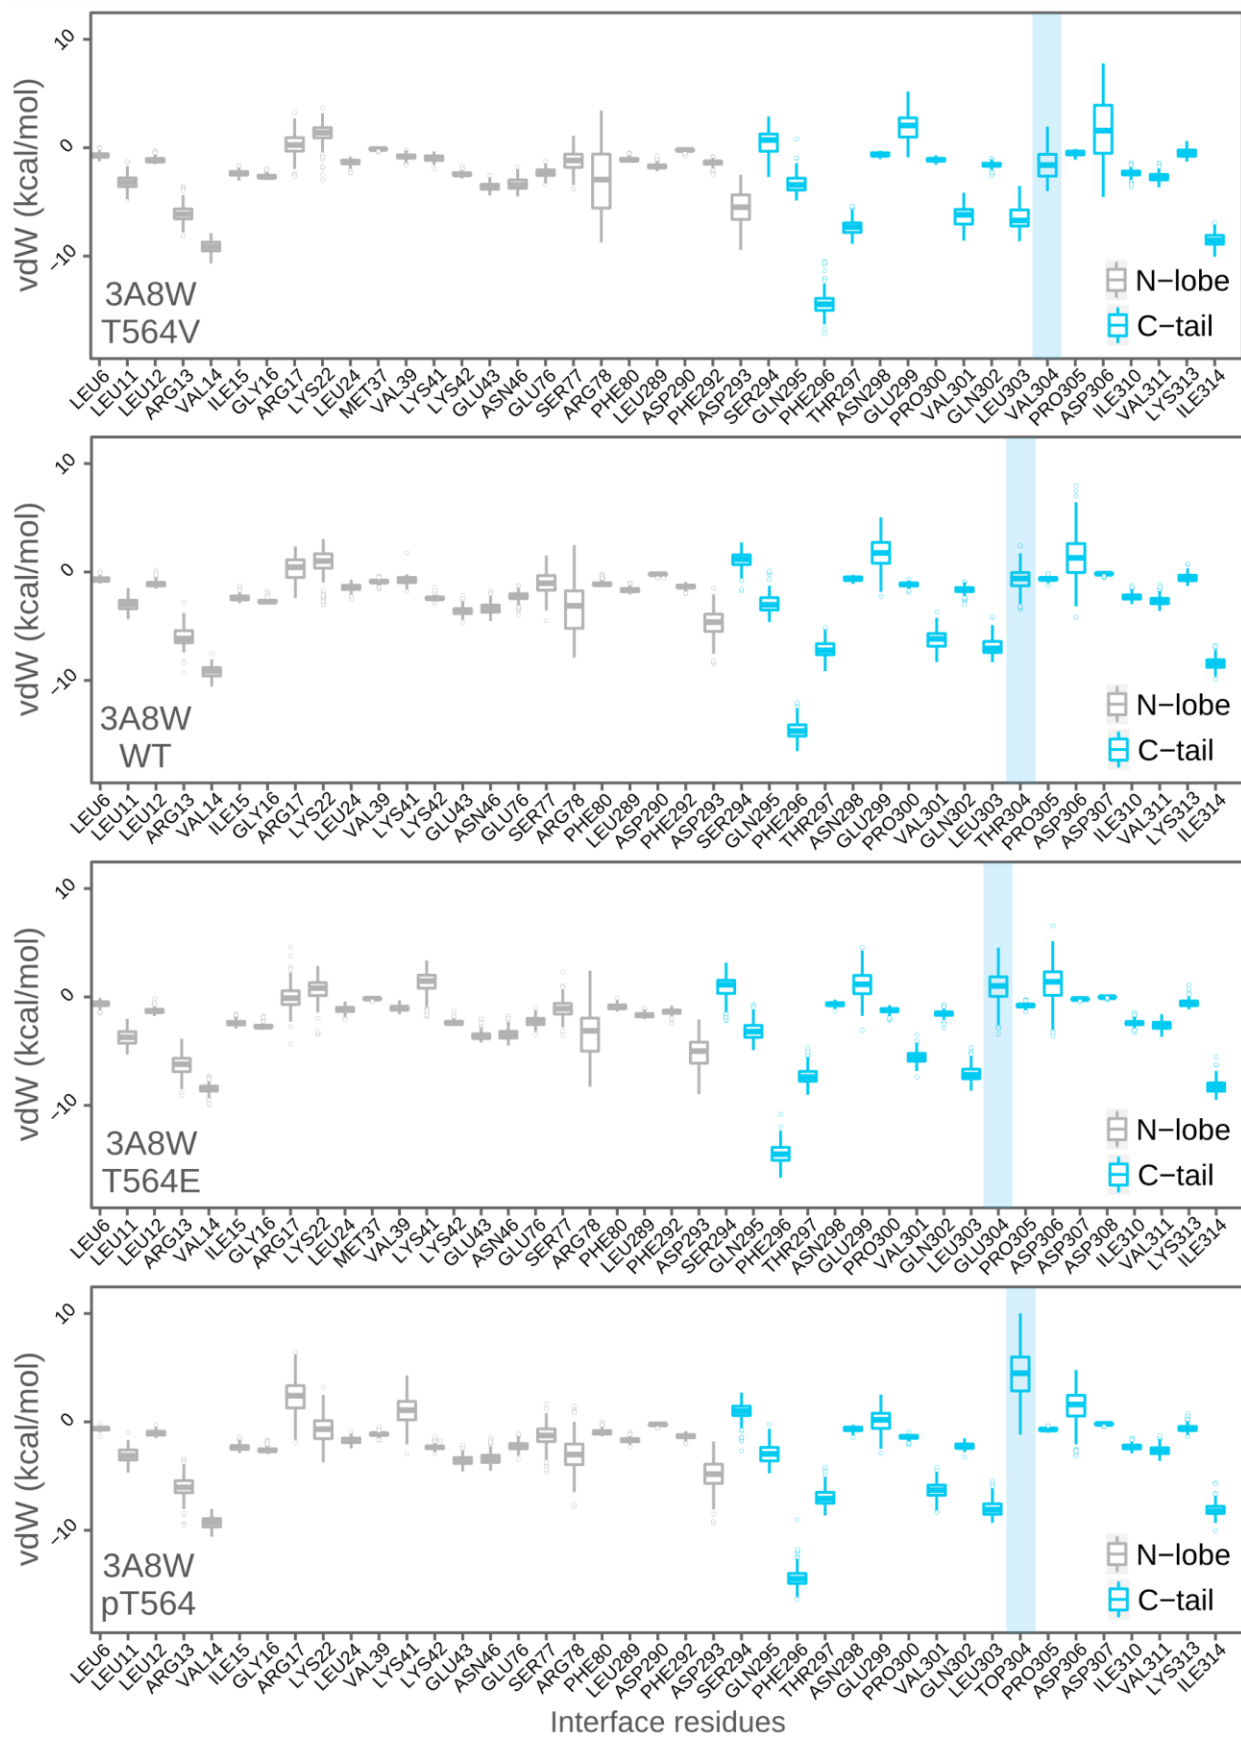 10
0
-10
vdW (kcal/mol)
3A8W
T564V
N-lobe
C-tail
LEU6 LEU11 LEU12 ARG13 VAL14 ILE15 GLY16 ARG17 LYS22 LEU24 MET37 VAL39 LYS41 LYS42 GLU43 ASN46 GLU76 SER77 ARG78 PHE80 LEU289 ASP290 PHE292 ASP293 SER294 GLN295 PHE296 THR297 ASN298 GLU299 PRO300 VAL301 GLN302 LEU303 VAL304 PRO305 ASP306 ILE310 VAL311 LYS313 ILE314
10
0
-10
vdW (kcal/mol)
3A8W
WT
N-lobe
C-tail
LEU6 LEU11 LEU12 ARG13 VAL14 ILE15 GLY16 ARG17 LYS22 LEU24 VAL39 LYS41 LYS42 GLU43 ASN46 GLU76 SER77 ARG78 PHE80 LEU289 ASP290 PHE292 ASP293 SER294 GLN295 PHE296 THR297 ASN298 GLU299 PRO300 VAL301 GLN302 LEU303 THR304 PRO305 ASP306 ASP307 ILE310 VAL311 LYS313 ILE314
10
0
-10
vdW (kcal/mol)
3A8W
T564E
N-lobe
C-tail
LEU6 LEU11 LEU12 ARG13 VAL14 ILE15 GLY16 ARG17 LYS22 LEU24 MET37 VAL39 LYS41 LYS42 GLU43 ASN46 GLU76 SER77 ARG78 PHE80 LEU289 PHE292 ASP293 SER294 GLN295 PHE296 THR297 ASN298 GLU299 PRO300 VAL301 GLN302 LEU303 GLU304 PRO305 ASP306 ASP307 ASP308 ILE310 VAL311 LYS313 ILE314
10
0
-10
vdW (kcal/mol)
3A8W
pT564
N-lobe
C-tail
LEU6 LEU11 LEU12 ARG13 VAL14 ILE15 GLY16 ARG17 LYS22 LEU24 VAL39 LYS41 LYS42 GLU43 ASN46 GLU76 SER77 ARG78 PHE80 LEU289 ASP290 PHE292 ASP293 SER294 GLN295 PHE296 THR297 ASN298 GLU299 PRO300 VAL301 GLN302 LEU303 TOP304 PRO305 ASP306 ASP307 ILE310 VAL311 LYS313 ILE314
Interface residues